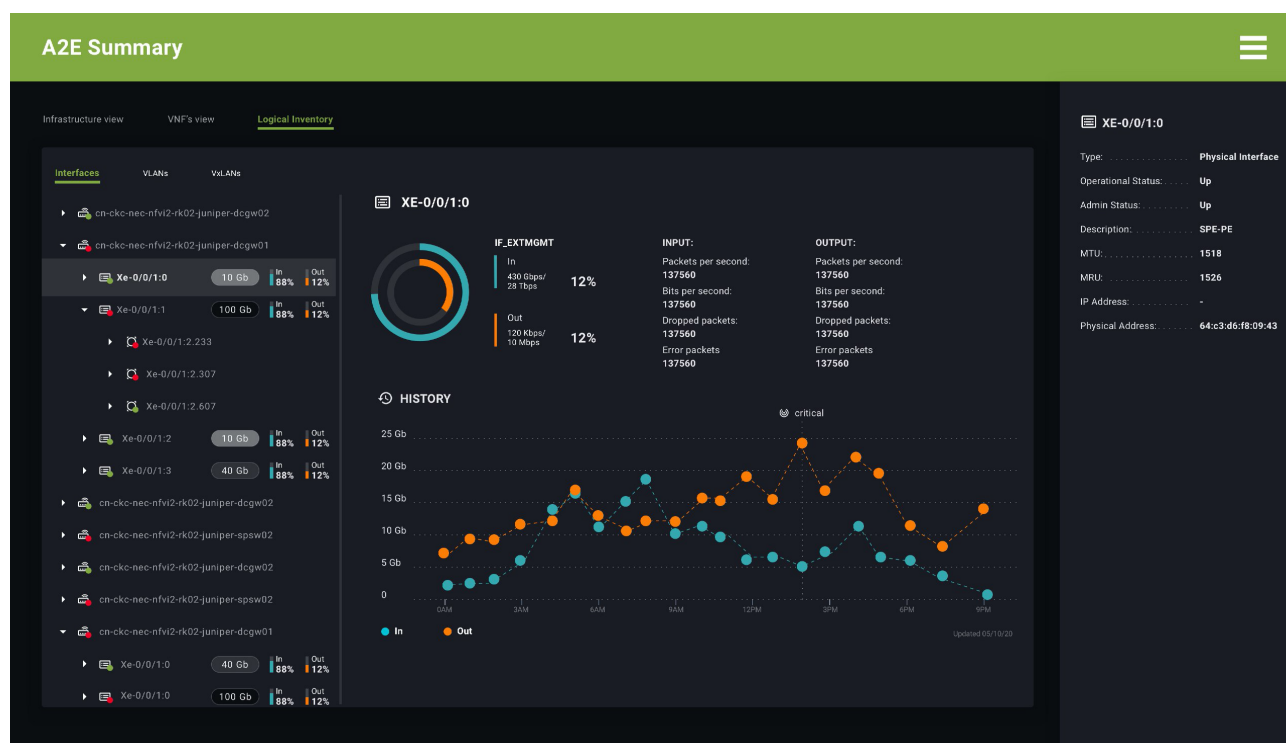 A2E Summary
Infrastructure view VNF's view Logical Inventory
Interfaces VLANs VxLANs
cn-ckc-nec-nfvi2-rk02-juniper-dcgw02
cn-ckc-nec-nfvi2-rk02-juniper-dcgw01
Xe-0/0/1:0 10 Gb In 88% Out 12%
Xe-0/0/1:1 100 Gb In 88% Out 12%
Xe-0/0/1:2.233
Xe-0/0/1:2.307
Xe-0/0/1:2.607
Xe-0/0/1:2 10 Gb In 88% Out 12%
Xe-0/0/1:3 40 Gb In 88% Out 12%
cn-ckc-nec-nfvi2-rk02-juniper-dcgw02
cn-ckc-nec-nfvi2-rk02-juniper-spsw02
cn-ckc-nec-nfvi2-rk02-juniper-dcgw02
cn-ckc-nec-nfvi2-rk02-juniper-spsw02
cn-ckc-nec-nfvi2-rk02-juniper-dcgw01
Xe-0/0/1:0 40 Gb In 88% Out 12%
Xe-0/0/1:0 100 Gb In 88% Out 12%
XE-0/0/1:0
IF_EXTMGMT
In
430 Gbps/
28 Tbps
12%
Out
120 Kbps/
10 Mbps
12%
INPUT:
Packets per second:
137560
Bits per second:
137560
Dropped packets:
137560
Error packets
137560
OUTPUT:
Packets per second:
137560
Bits per second:
137560
Dropped packets:
137560
Error packets
137560
HISTORY
critical
25 Gb
20 Gb
15 Gb
10 Gb
5 Gb
0
0AM 3AM 6AM 9AM 12PM 3PM 6PM 9PM
In Out
Updated 05/10/20
XE-0/0/1:0
Type: Physical Interface
Operational Status: Up
Admin Status: Up
Description: SPE-PE
MTU: 1518
MRU: 1526
IP Address: -
Physical Address: 64:c3:d6:f8:09:43